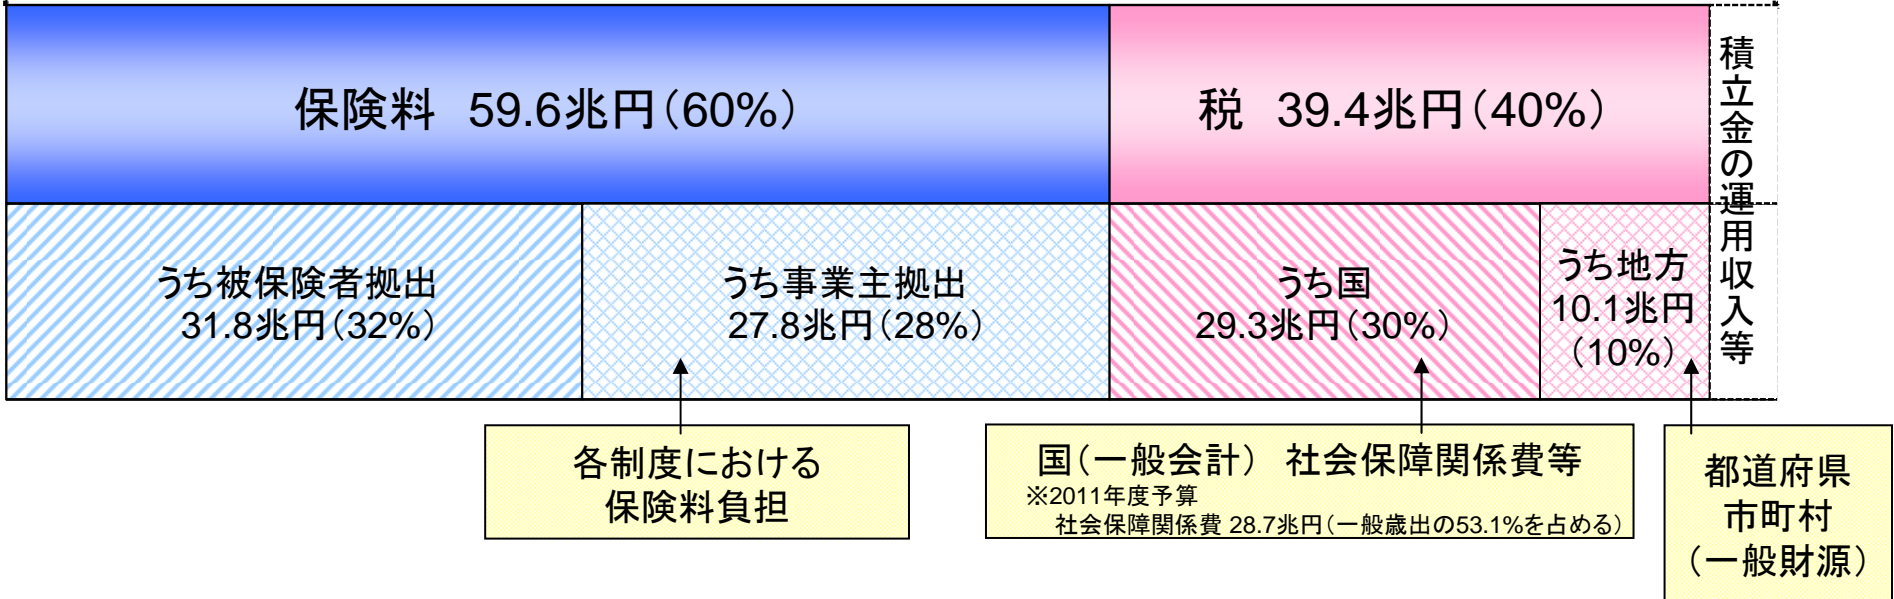 保険料 59.6兆円(60%)
税 39.4兆円(40%)
積立金の運用収入等
うち被保険者拠出
31.8兆円(32%)
うち事業主拠出
27.8兆円(28%)
うち国
29.3兆円(30%)
うち地方
10.1兆円
(10%)
各制度における
保険料負担
国(一般会計) 社会保障関係費等
※2011年度予算
社会保障関係費 28.7兆円(一般歳出の53.1%を占める)
都道府県
市町村
(一般財源)